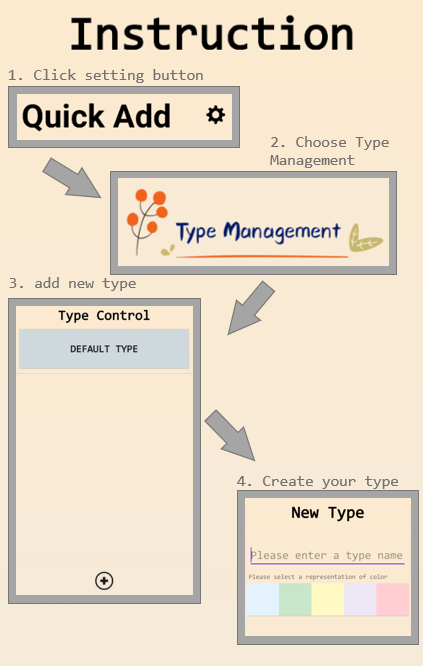 Instruction
1. Click setting button
Quick Add
2. Choose Type
Management
Type Management
3. add new type
Type Control
DEFAULT TYPE
4. Create your type
New Type
Please enter a type name
Please select a representation of color